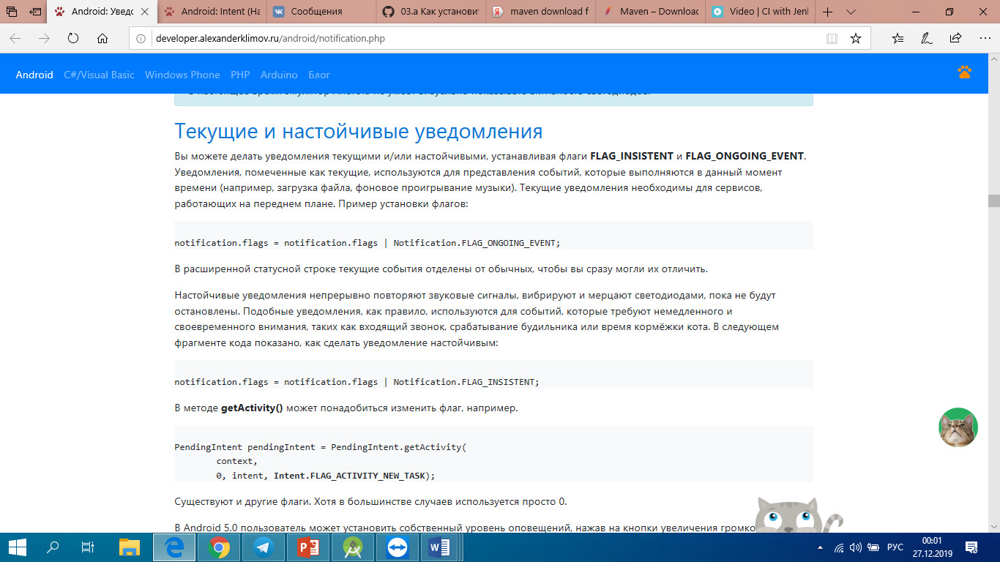 Android: Уведо
Android: Intent (На
Сообщения
03.a Как установит
maven download f
Maven – Downloac
Video | CI with Jenl
developer.alexanderklimov.ru/android/notification.php
Android C#/Visual Basic Windows Phone PHP Arduino Блог
Текущие и настойчивые уведомления
Вы можете делать уведомления текущими и/или настойчивыми, устанавливая флаги FLAG_INSISTENT и FLAG_ONGOING_EVENT.
Уведомления, помеченные как текущие, используются для представления событий, которые выполняются в данный момент
времени (например, загрузка файла, фоновое проигрывание музыки). Текущие уведомления необходимы для сервисов,
работающих на переднем плане. Пример установки флагов:
notification.flags = notification.flags | Notification.FLAG_ONGOING_EVENT;
В расширенной статусной строке текущие события отделены от обычных, чтобы вы сразу могли их отличить.
Настойчивые уведомления непрерывно повторяют звуковые сигналы, вибрируют и мерцают светодиодами, пока не будут
остановлены. Подобные уведомления, как правило, используются для событий, которые требуют немедленного и
своевременного внимания, таких как входящий звонок, срабатывание будильника или время кормёжки кота. В следующем
фрагменте кода показано, как сделать уведомление настойчивым:
notification.flags = notification.flags | Notification.FLAG_INSISTENT;
В методе getActivity() может понадобиться изменить флаг, например.
PendingIntent pendingIntent = PendingIntent.getActivity(
context,
0, intent, Intent.FLAG_ACTIVITY_NEW_TASK);
Существуют и другие флаги. Хотя в большинстве случаев используется просто 0.
В Android 5.0 пользователь может установить собственный уровень оповещений, нажав на кнопки увеличения громко
РУС
00:01
27.12.2019